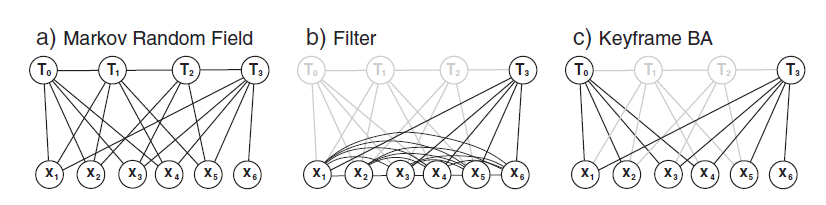 a) Markov Random Field
b) Filter
c) Keyframe BA
T₀ T₁ T₂ T₃
T₀ T₁ T₂ T₃
T₀ T₁ T₂ T₃
x₁ x₂ x₃ x₄ x₅ x₆
x₁ x₂ x₃ x₄ x₅ x₆
x₁ x₂ x₃ x₄ x₅ x₆